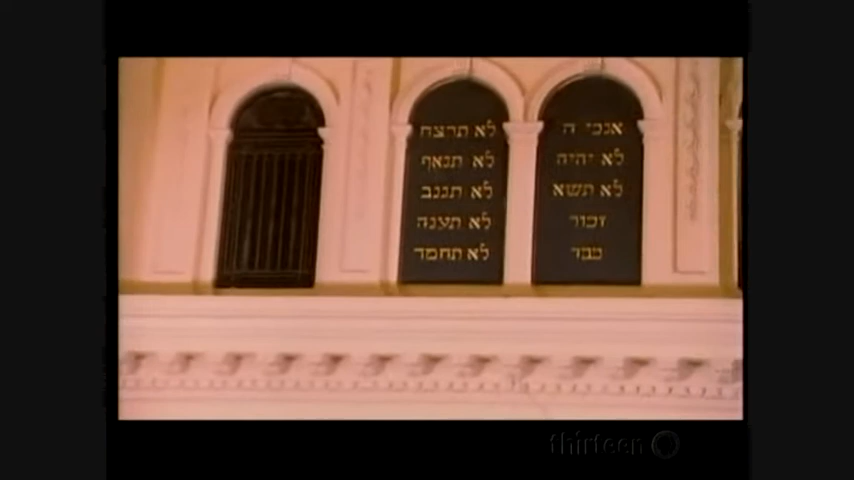 אנכי ה
לא יהיה
לא תשא
זכור
כבד
לא תרצח
לא תנאף
לא תגנב
לא תענה
לא תחמד
thirteen